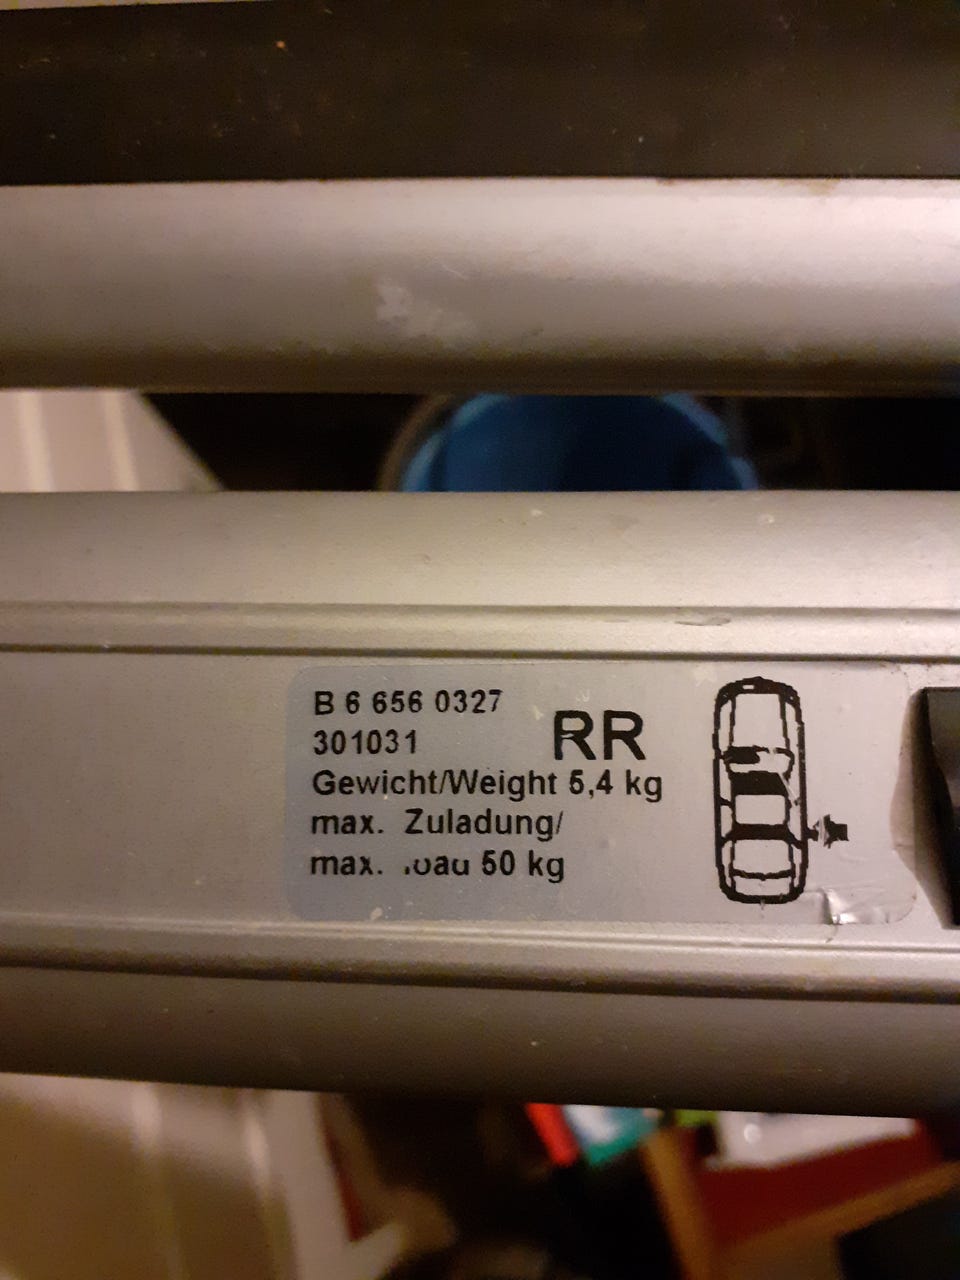 B 6 656 0327
301031
RR
Gewicht/Weight 5,4 kg
max. Zuladung/
max. 50 kg